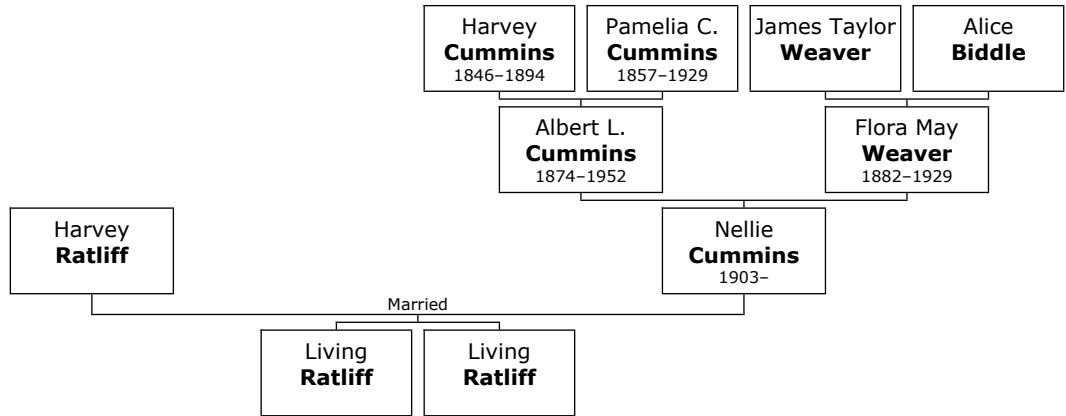 Harvey
Cummins
1846–1894
Pamelia C.
Cummins
1857–1929
James Taylor
Weaver
Alice
Biddle
Albert L.
Cummins
1874–1952
Flora May
Weaver
1882–1929
Harvey
Ratliff
Nellie
Cummins
1903–
Married
Living
Ratliff
Living
Ratliff